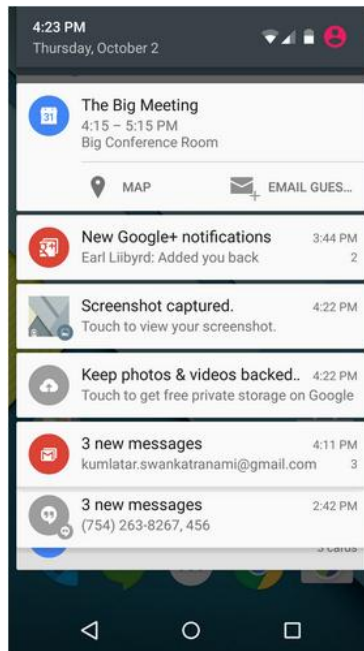 4:23 PM
Thursday, October 2
31
The Big Meeting
4:15 – 5:15 PM
Big Conference Room
MAP
EMAIL GUES...
New Google+ notifications 3:44 PM
Earl Liibyrd: Added you back 2
Screenshot captured. 4:22 PM
Touch to view your screenshot.
Keep photos & videos backed.. 4:22 PM
Touch to get free private storage on Google
3 new messages 4:11 PM
kumlatar.swankatranami@gmail.com 3
3 new messages 2:42 PM
(754) 263-8267, 456
cards